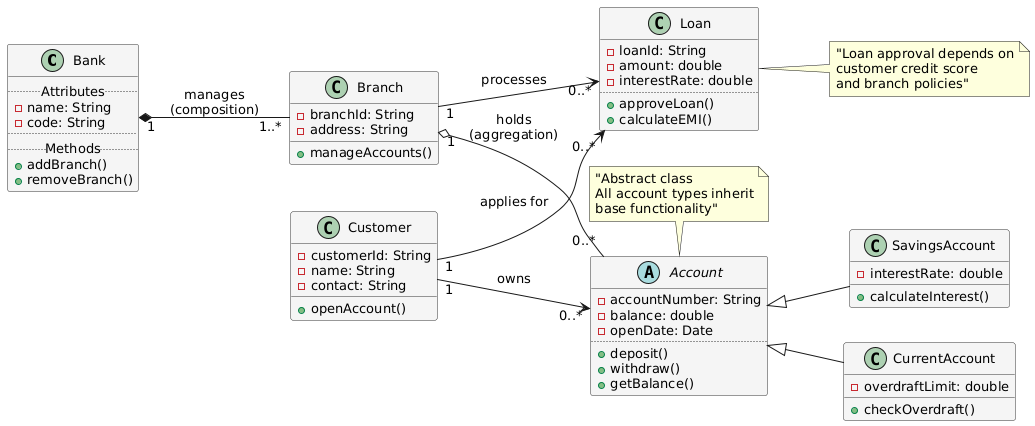 C Bank
Attributes
name: String
code: String
Methods
addBranch()
removeBranch()
manages
(composition)
1
1..*
C Branch
branchId: String
address: String
manageAccounts()
processes
1
0..*
holds
(aggregation)
1
0..*
C Loan
loanId: String
amount: double
interestRate: double
approveLoan()
calculateEMI()
"Loan approval depends on
customer credit score
and branch policies"
C Customer
customerId: String
name: String
contact: String
openAccount()
applies for
1
0..*
owns
1
0..*
"Abstract class
All account types inherit
base functionality"
A Account
accountNumber: String
balance: double
openDate: Date
deposit()
withdraw()
getBalance()
C SavingsAccount
interestRate: double
calculateInterest()
C CurrentAccount
overdraftLimit: double
checkOverdraft()